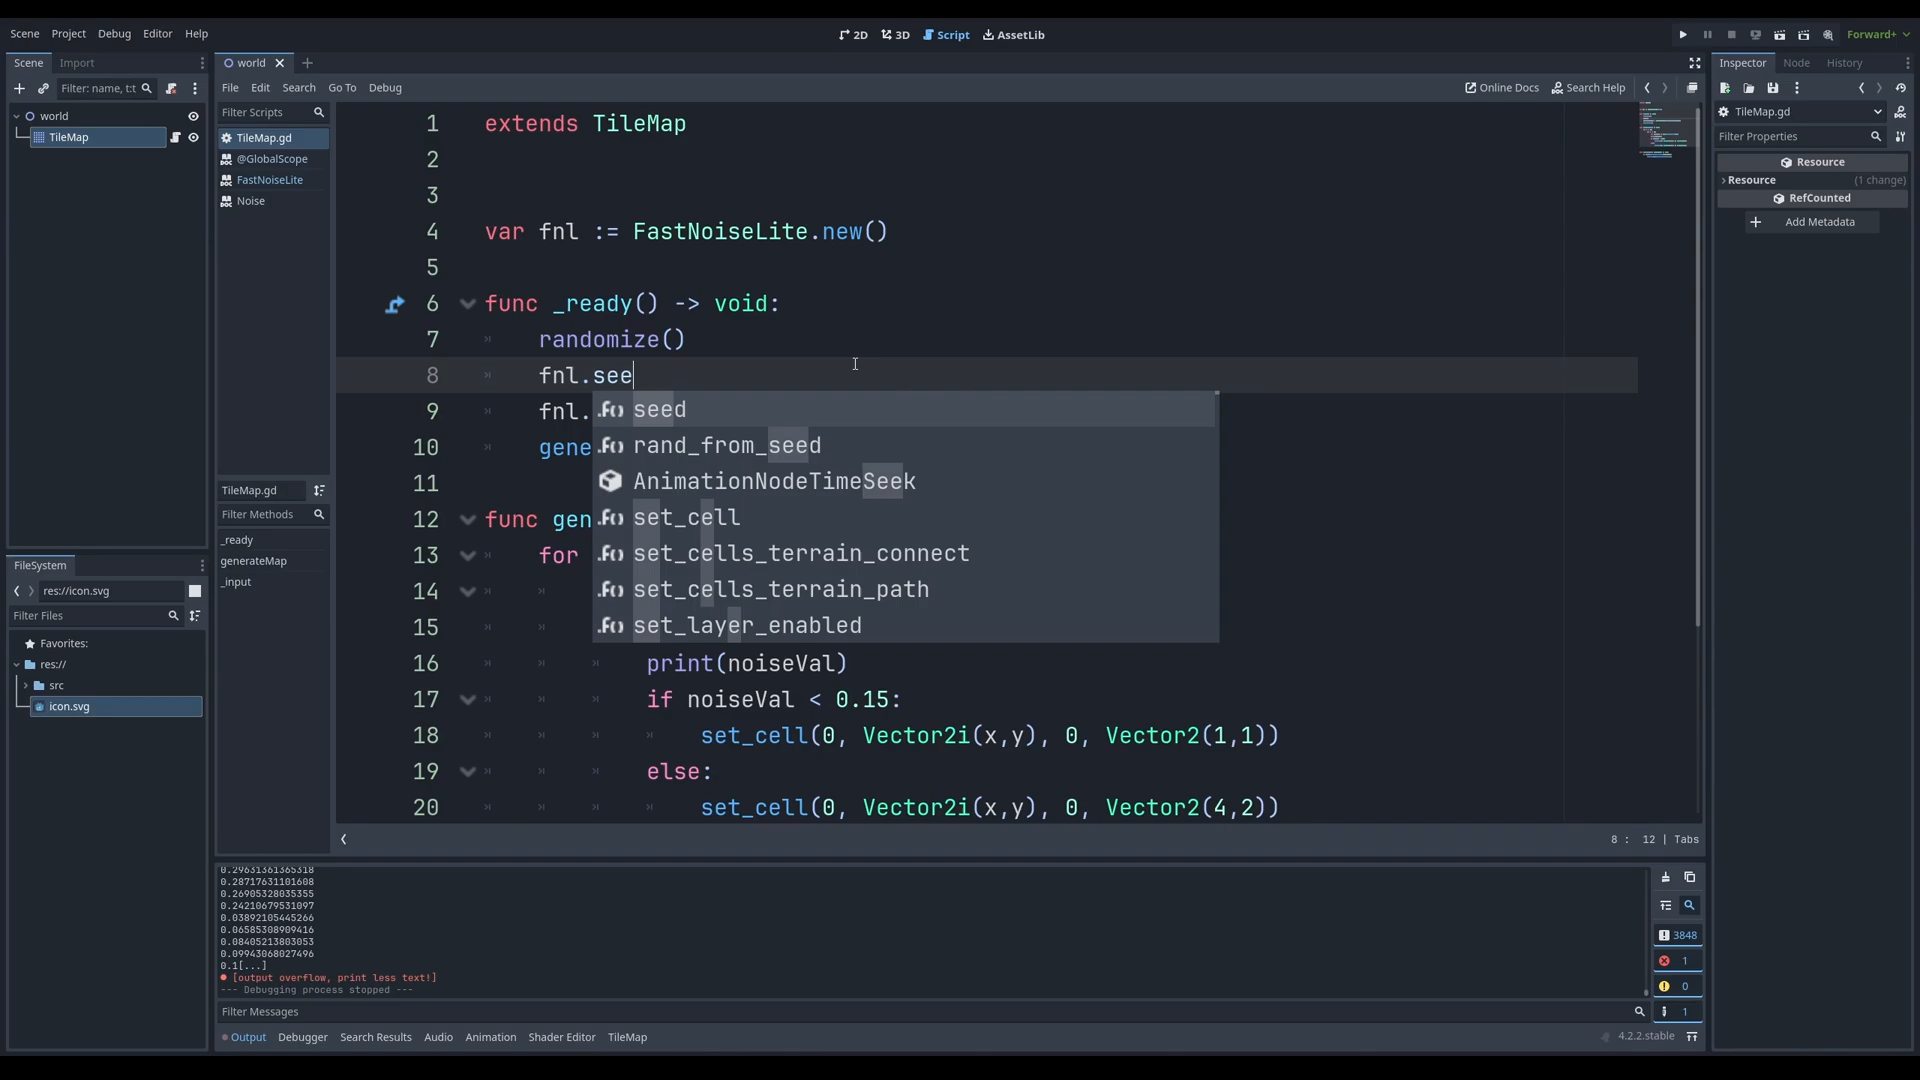 Scene Project Debug Editor Help
2D 3D Script AssetLib
Forward+
Scene Import
world
Inspector Node History
Filter: name, t:t
File Edit Search Go To Debug
Online Docs Search Help
Filter Scripts
TileMap.gd
@GlobalScope
FastNoiseLite
Noise
world
TileMap
TileMap.gd
Filter Properties
Resource
Resource (1 change)
RefCounted
Add Metadata
1 extends TileMap
2
3
4 var fnl := FastNoiseLite.new()
5
6 func _ready() -> void:
7 randomize()
8 fnl.see
9 fnl.
10 gene
11
12 func gen
13 for
14
15
16 print(noiseVal)
17 if noiseVal < 0.15:
18 set_cell(0, Vector2i(x,y), 0, Vector2(1,1))
19 else:
20 set_cell(0, Vector2i(x,y), 0, Vector2(4,2))
seed
rand_from_seed
AnimationNodeTimeSeek
set_cell
set_cells_terrain_connect
set_cells_terrain_path
set_layer_enabled
TileMap.gd
Filter Methods
_ready
generateMap
_input
8 : 12 | Tabs
FileSystem
res://icon.svg
Filter Files
Favorites:
res://
src
icon.svg
0.29631361365318
0.28717631101608
0.26905328035355
0.24210679531097
0.03892105445266
0.06585308909416
0.08405213803053
0.09943068027496
0.1[...]
[output overflow, print less text!]
--- Debugging process stopped ---
3848
1
0
1
Filter Messages
Output Debugger Search Results Audio Animation Shader Editor TileMap
4.2.2.stable